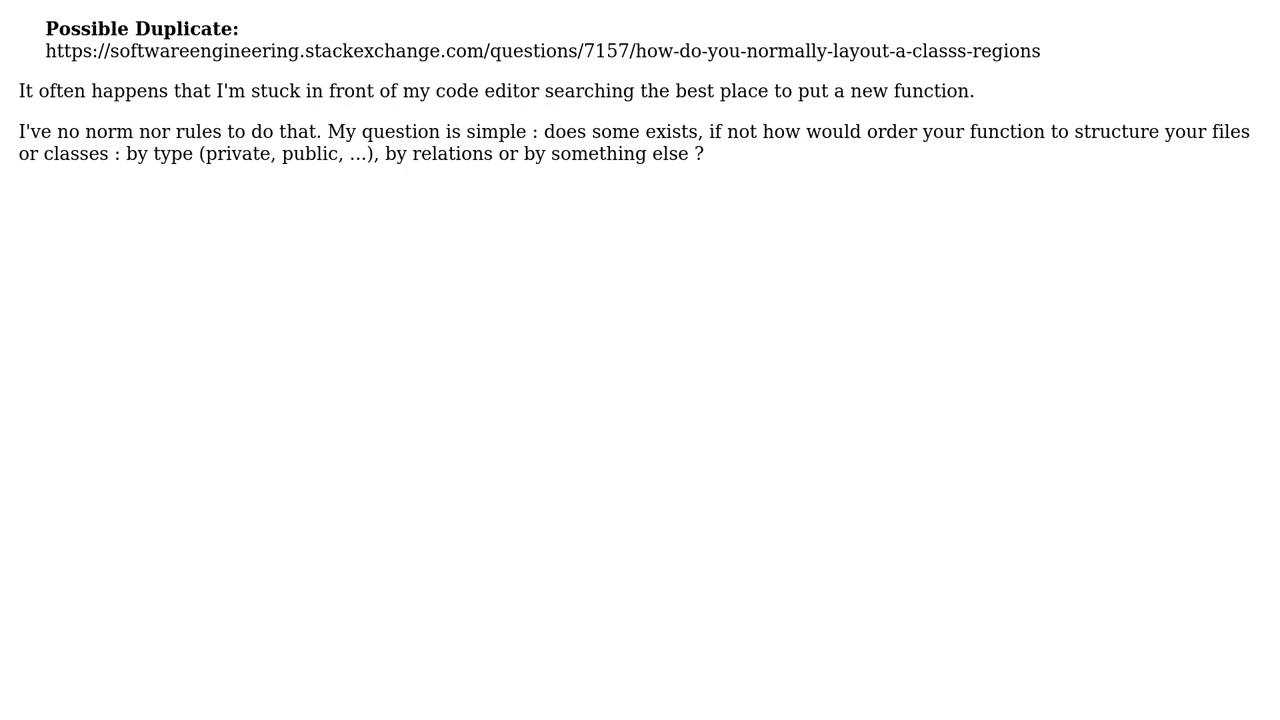 Possible Duplicate:
https://softwareengineering.stackexchange.com/questions/7157/how-do-you-normally-layout-a-classs-regions
It often happens that I'm stuck in front of my code editor searching the best place to put a new function.
I've no norm nor rules to do that. My question is simple : does some exists, if not how would order your function to structure your files
or classes : by type (private, public, ...), by relations or by something else ?